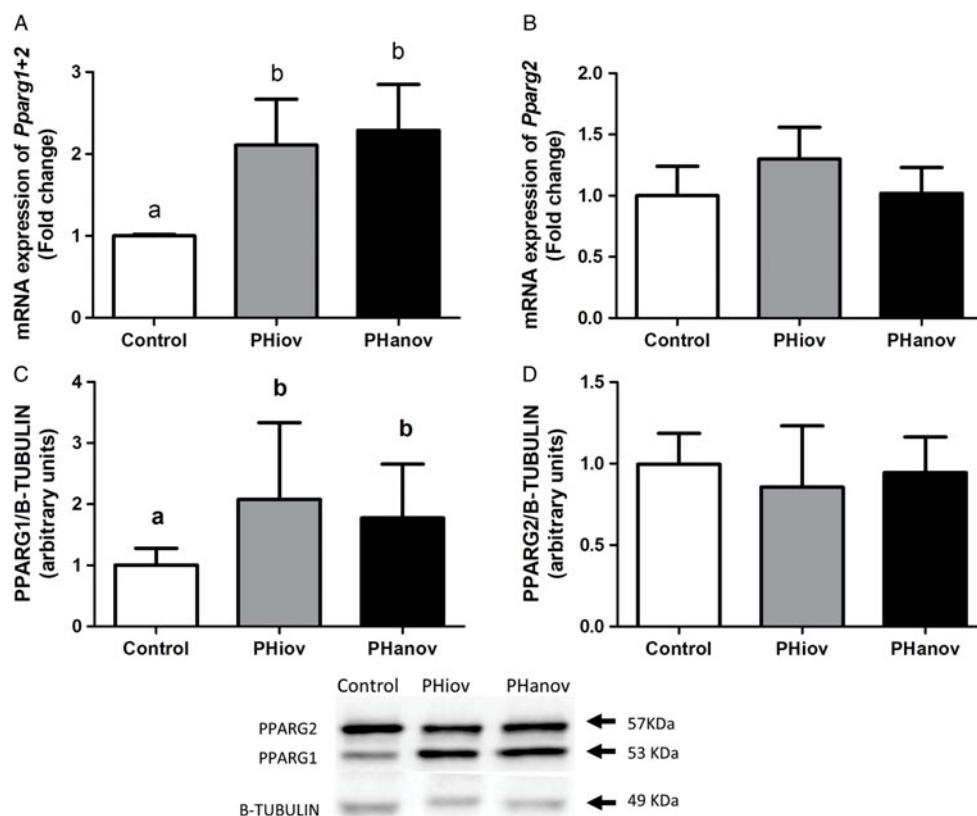 A
mRNA expression of Pparg1+2
(Fold change)
3
2
1
0
a
b
b
Control PHiov PHanov
B
mRNA expression of Pparg2
(Fold change)
2.0
1.5
1.0
0.5
0.0
Control PHiov PHanov
C
PPARG1/B-TUBULIN
(arbitrary units)
4
3
2
1
0
a
b
b
Control PHiov PHanov
D
PPARG2/B-TUBULIN
(arbitrary units)
1.5
1.0
0.5
0.0
Control PHiov PHanov
Control PHiov PHanov
PPARG2 57KDa
PPARG1 53 KDa
B-TUBULIN 49 KDa